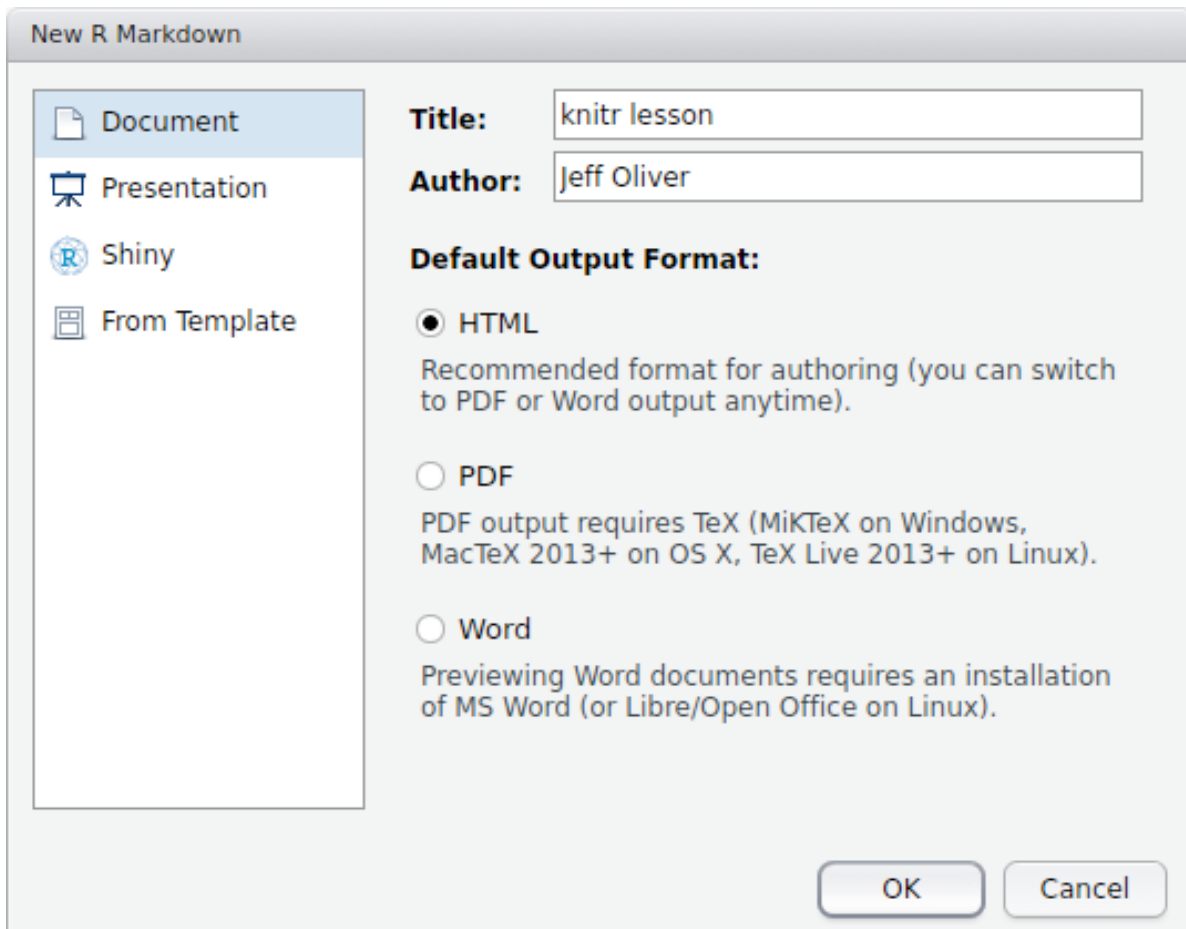 New R Markdown
Document
Presentation
R Shiny
From Template
Title: knitr lesson
Author: Jeff Oliver
Default Output Format:
HTML
Recommended format for authoring (you can switch
to PDF or Word output anytime).
PDF
PDF output requires TeX (MiKTeX on Windows,
MacTeX 2013+ on OS X, TeX Live 2013+ on Linux).
Word
Previewing Word documents requires an installation
of MS Word (or Libre/Open Office on Linux).
OK Cancel